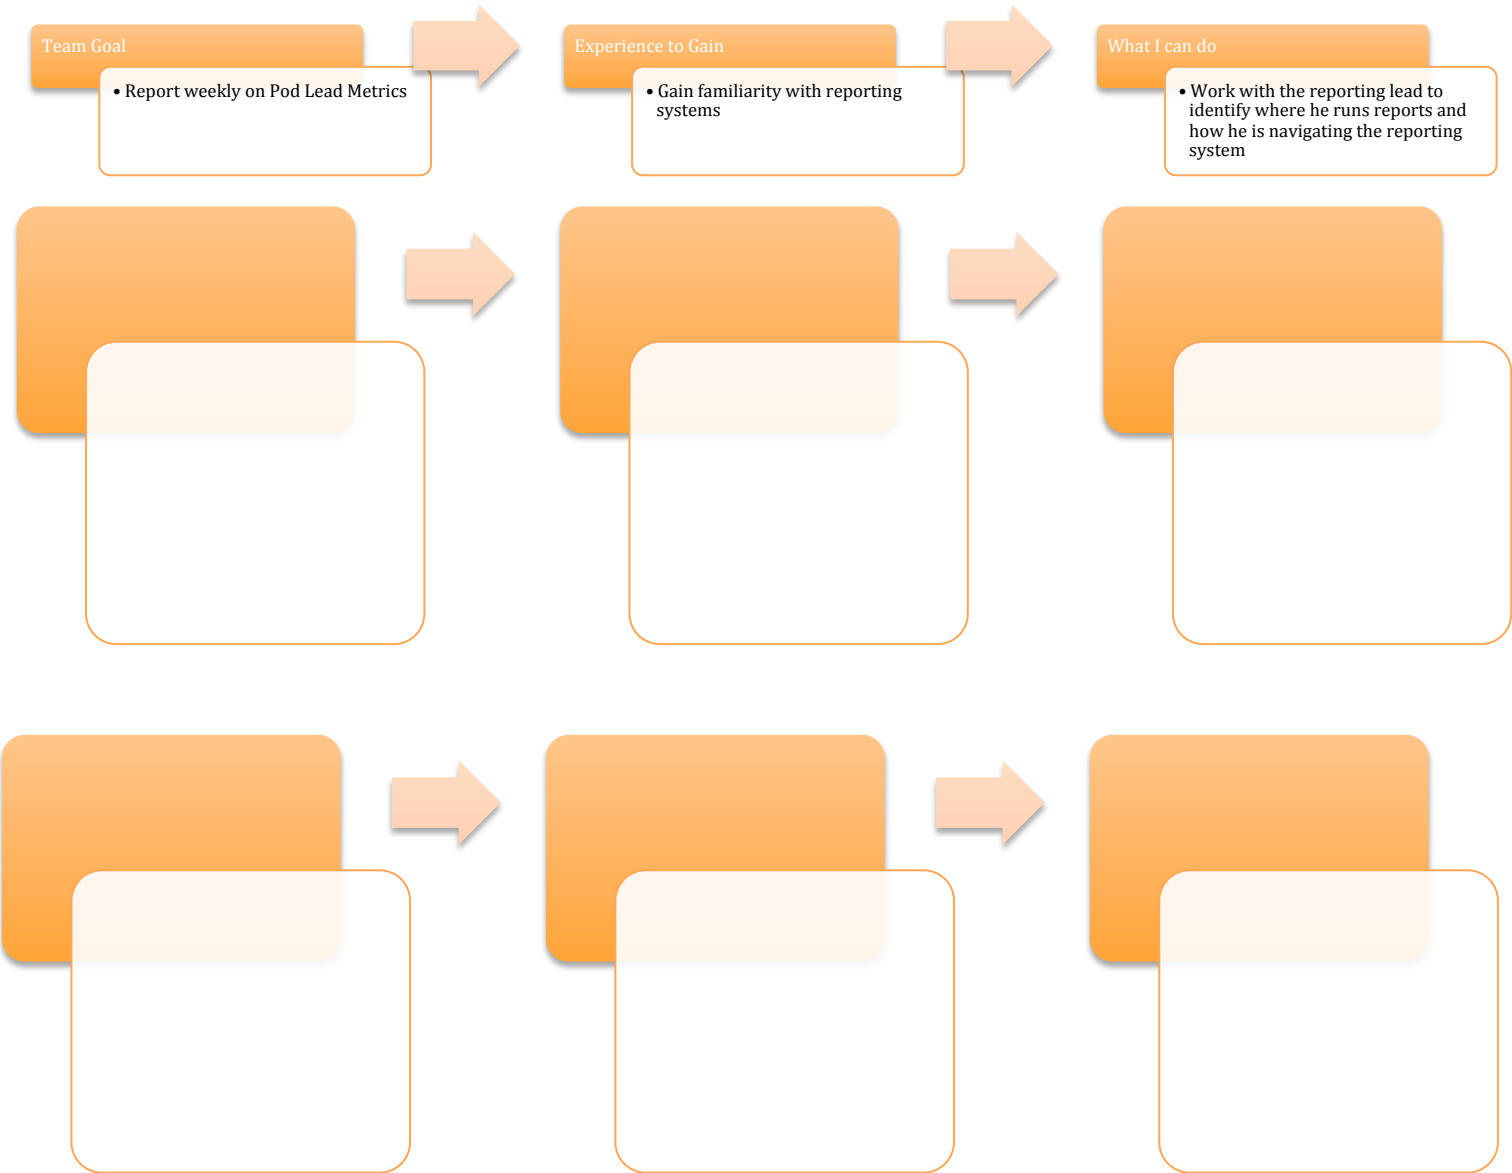 Team Goal
• Report weekly on Pod Lead Metrics
Experience to Gain
• Gain familiarity with reporting
systems
What I can do
• Work with the reporting lead to
identify where he runs reports and
how he is navigating the reporting
system